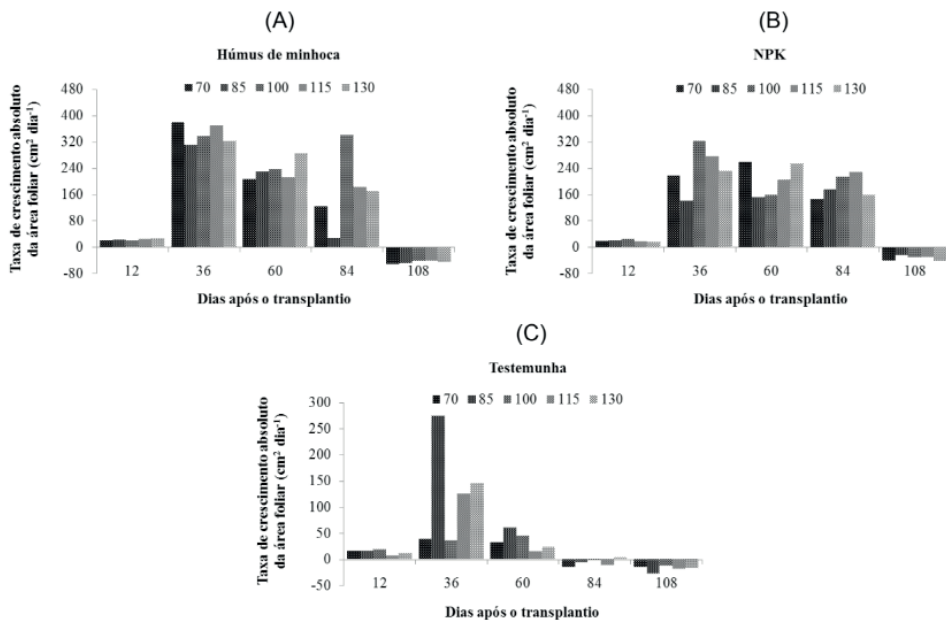 (A)
Húmus de minhoca
70 85 100 115 130
Taxa de crescimento absoluto
da área foliar (cm² dia⁻¹)
480
400
320
240
160
80
0
-80
12 36 60 84 108
Dias após o transplantio
(B)
NPK
70 85 100 115 130
Taxa de crescimento absoluto
da área foliar (cm² dia⁻¹)
480
400
320
240
160
80
0
-80
12 36 60 84 108
Dias após o transplantio
(C)
Testemunha
70 85 100 115 130
Taxa de crescimento absoluto
da área foliar (cm² dia⁻¹)
300
250
200
150
100
50
0
-50
12 36 60 84 108
Dias após o transplantio